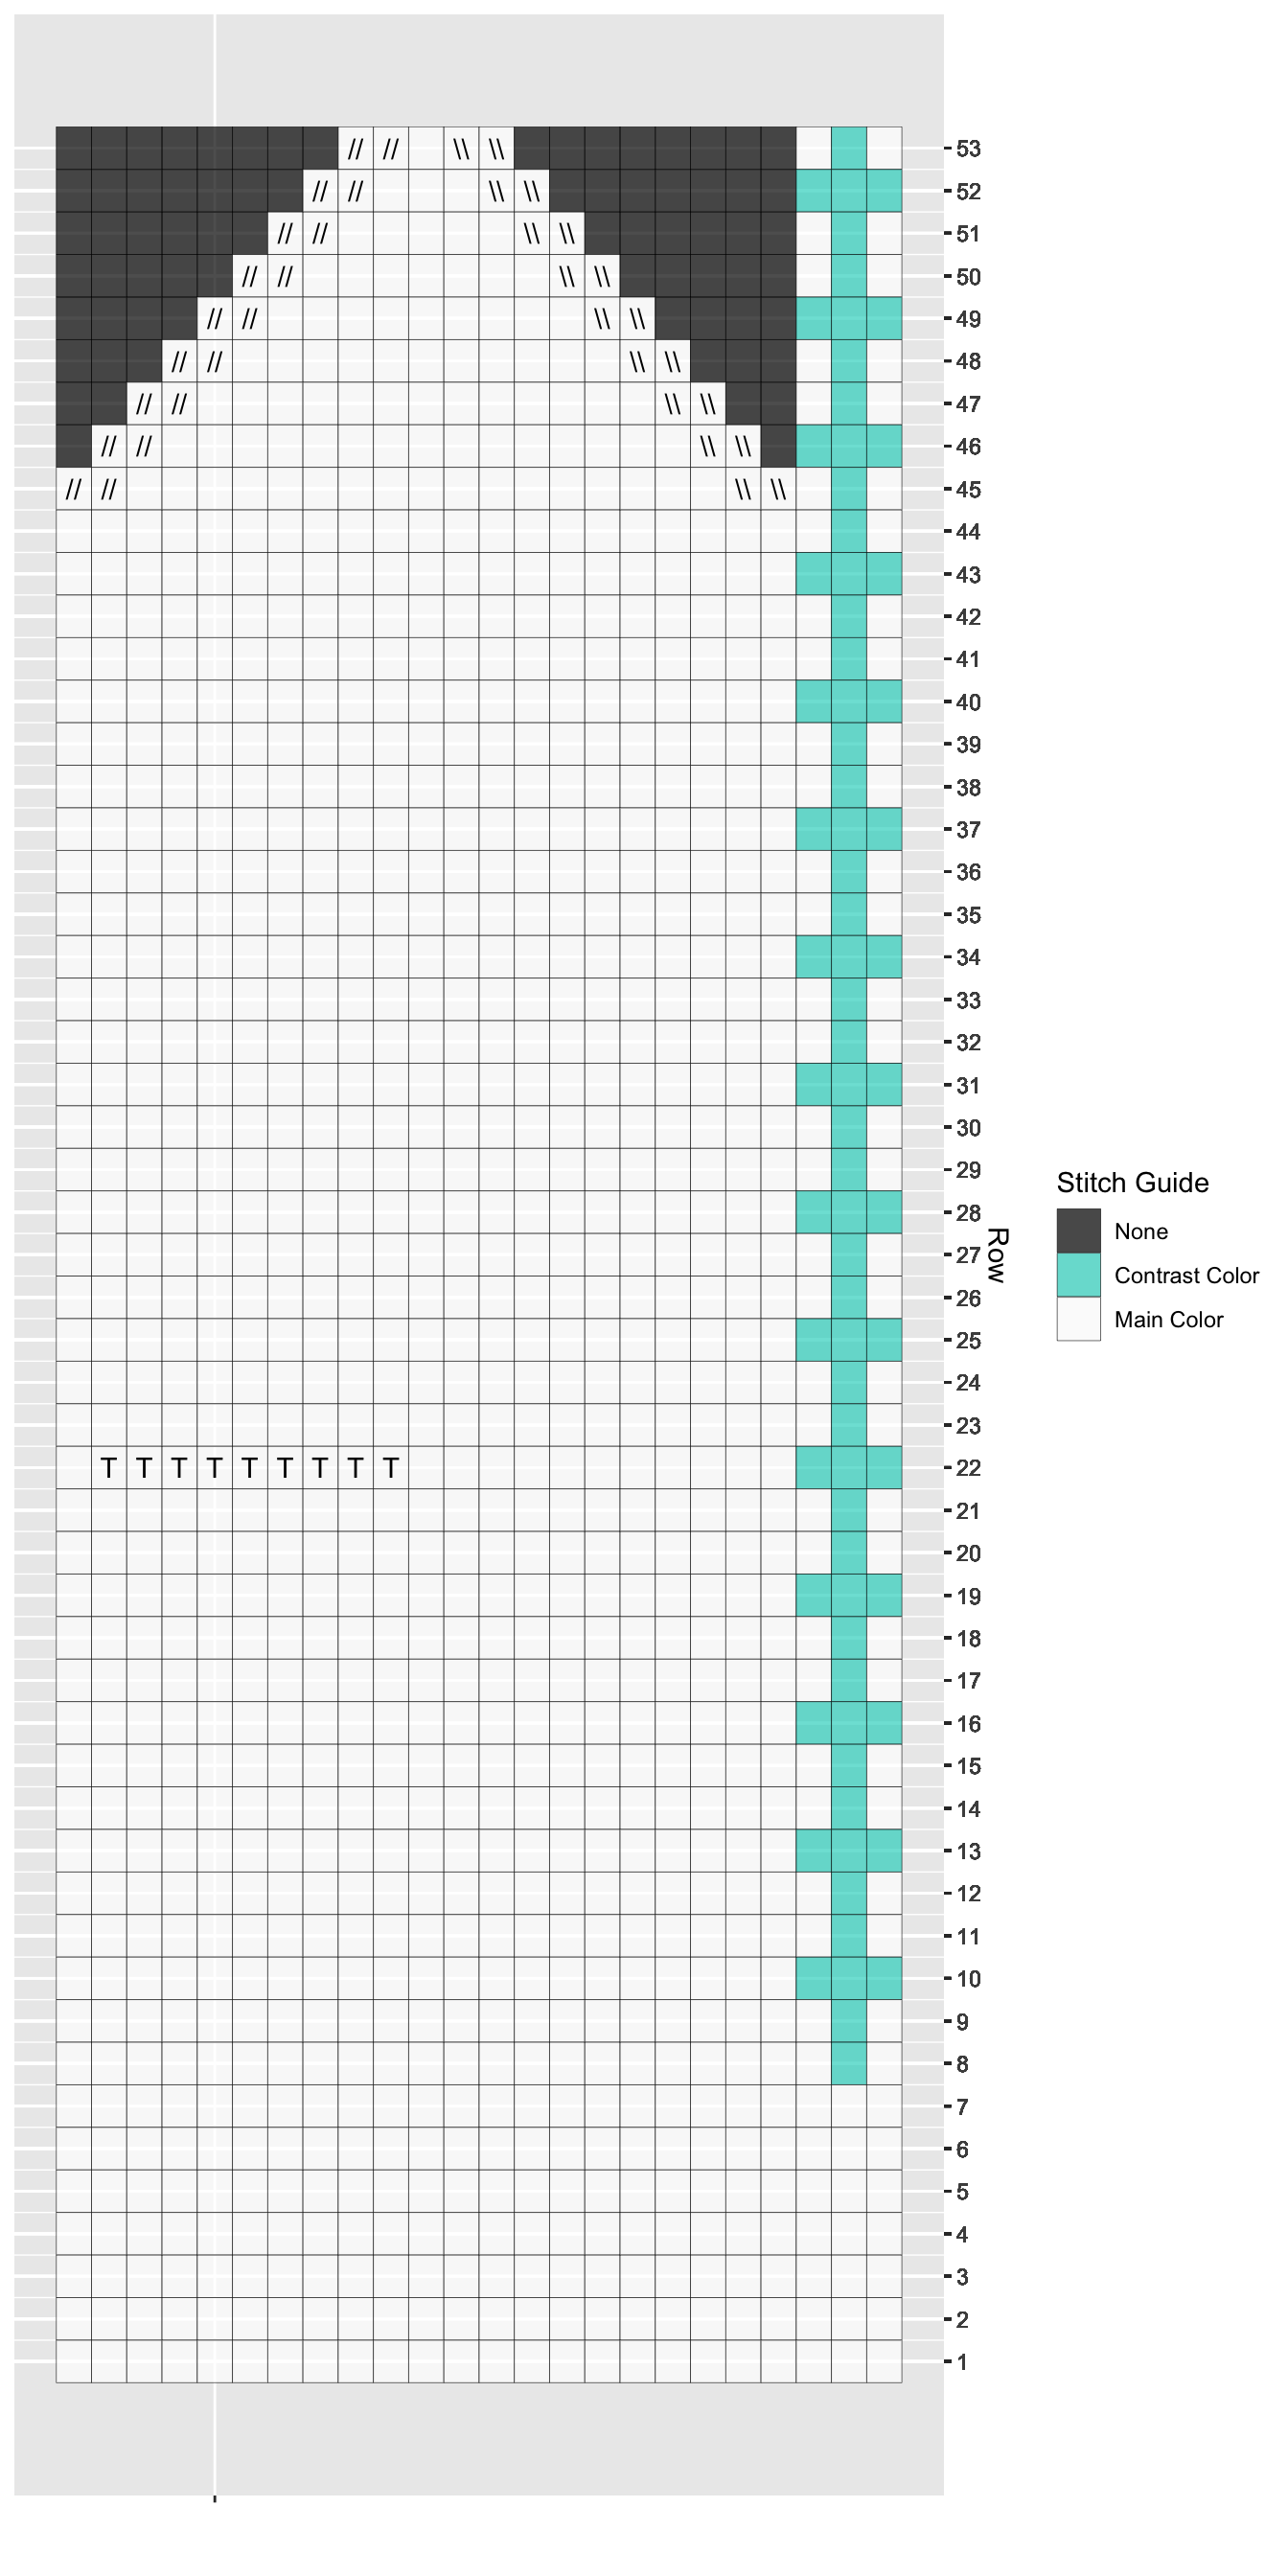 // // \\ \\ 53
// // \\ \\ 52
// // \\ \\ 51
// // \\ \\ 50
// // \\ \\ 49
// // \\ \\ 48
// // \\ \\ 47
// // \\ \\ 46
// // \\ \\ 45
44
43
42
41
40
39
38
37
36
35
34
33
32
31
30
29
28
27
26
25
24
23
T T T T T T T T T 22
21
20
19
18
17
16
15
14
13
12
11
10
9
8
7
6
5
4
3
2
1
Row
Stitch Guide
None
Contrast Color
Main Color